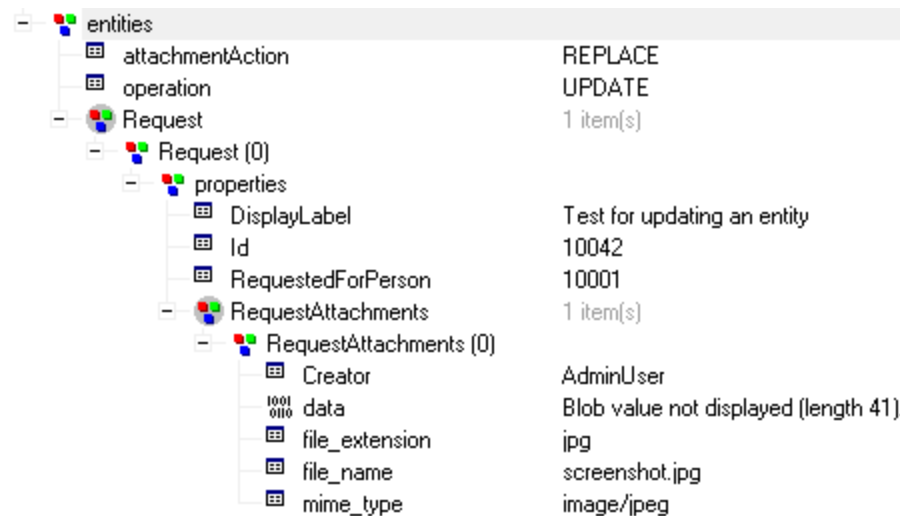 entities
attachmentAction REPLACE
operation UPDATE
Request 1 item(s)
Request (0)
properties
DisplayLabel Test for updating an entity
Id 10042
RequestedForPerson 10001
RequestAttachments 1 item(s)
RequestAttachments (0)
Creator AdminUser
data Blob value not displayed (length 41)
file_extension jpg
file_name screenshot.jpg
mime_type image/jpeg